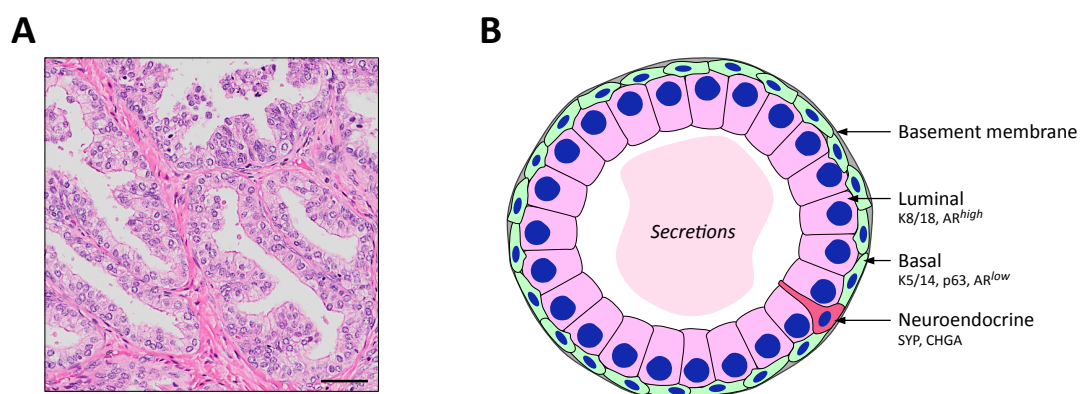 A
B
Basement membrane
Luminal
K8/18, AR^high
Secretions
Basal
K5/14, p63, AR^low
Neuroendocrine
SYP, CHGA